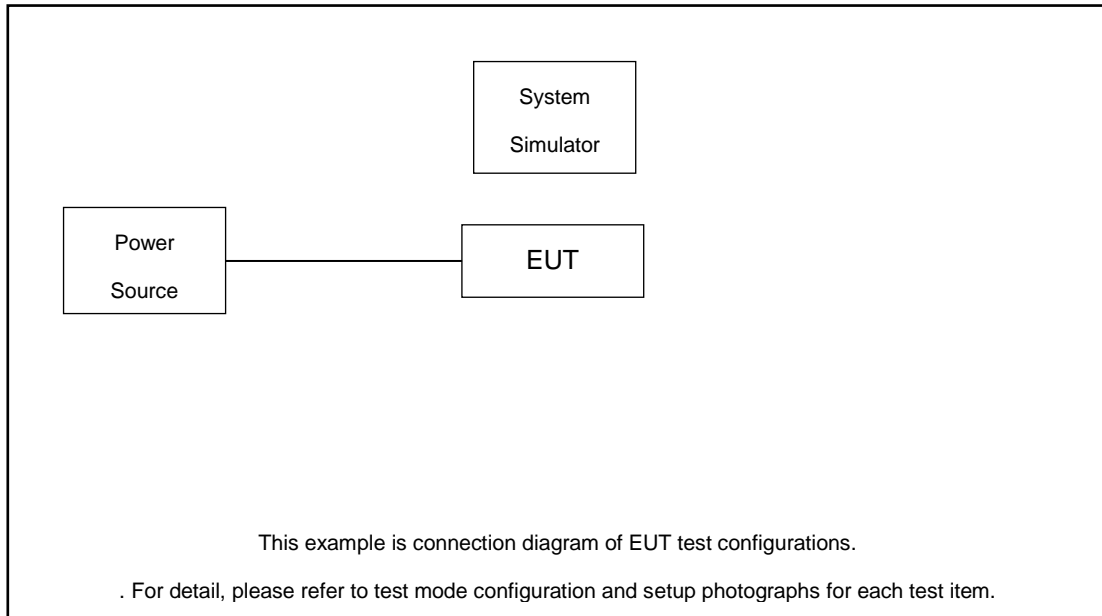 System
Simulator
Power
Source
EUT
This example is connection diagram of EUT test configurations.
. For detail, please refer to test mode configuration and setup photographs for each test item.